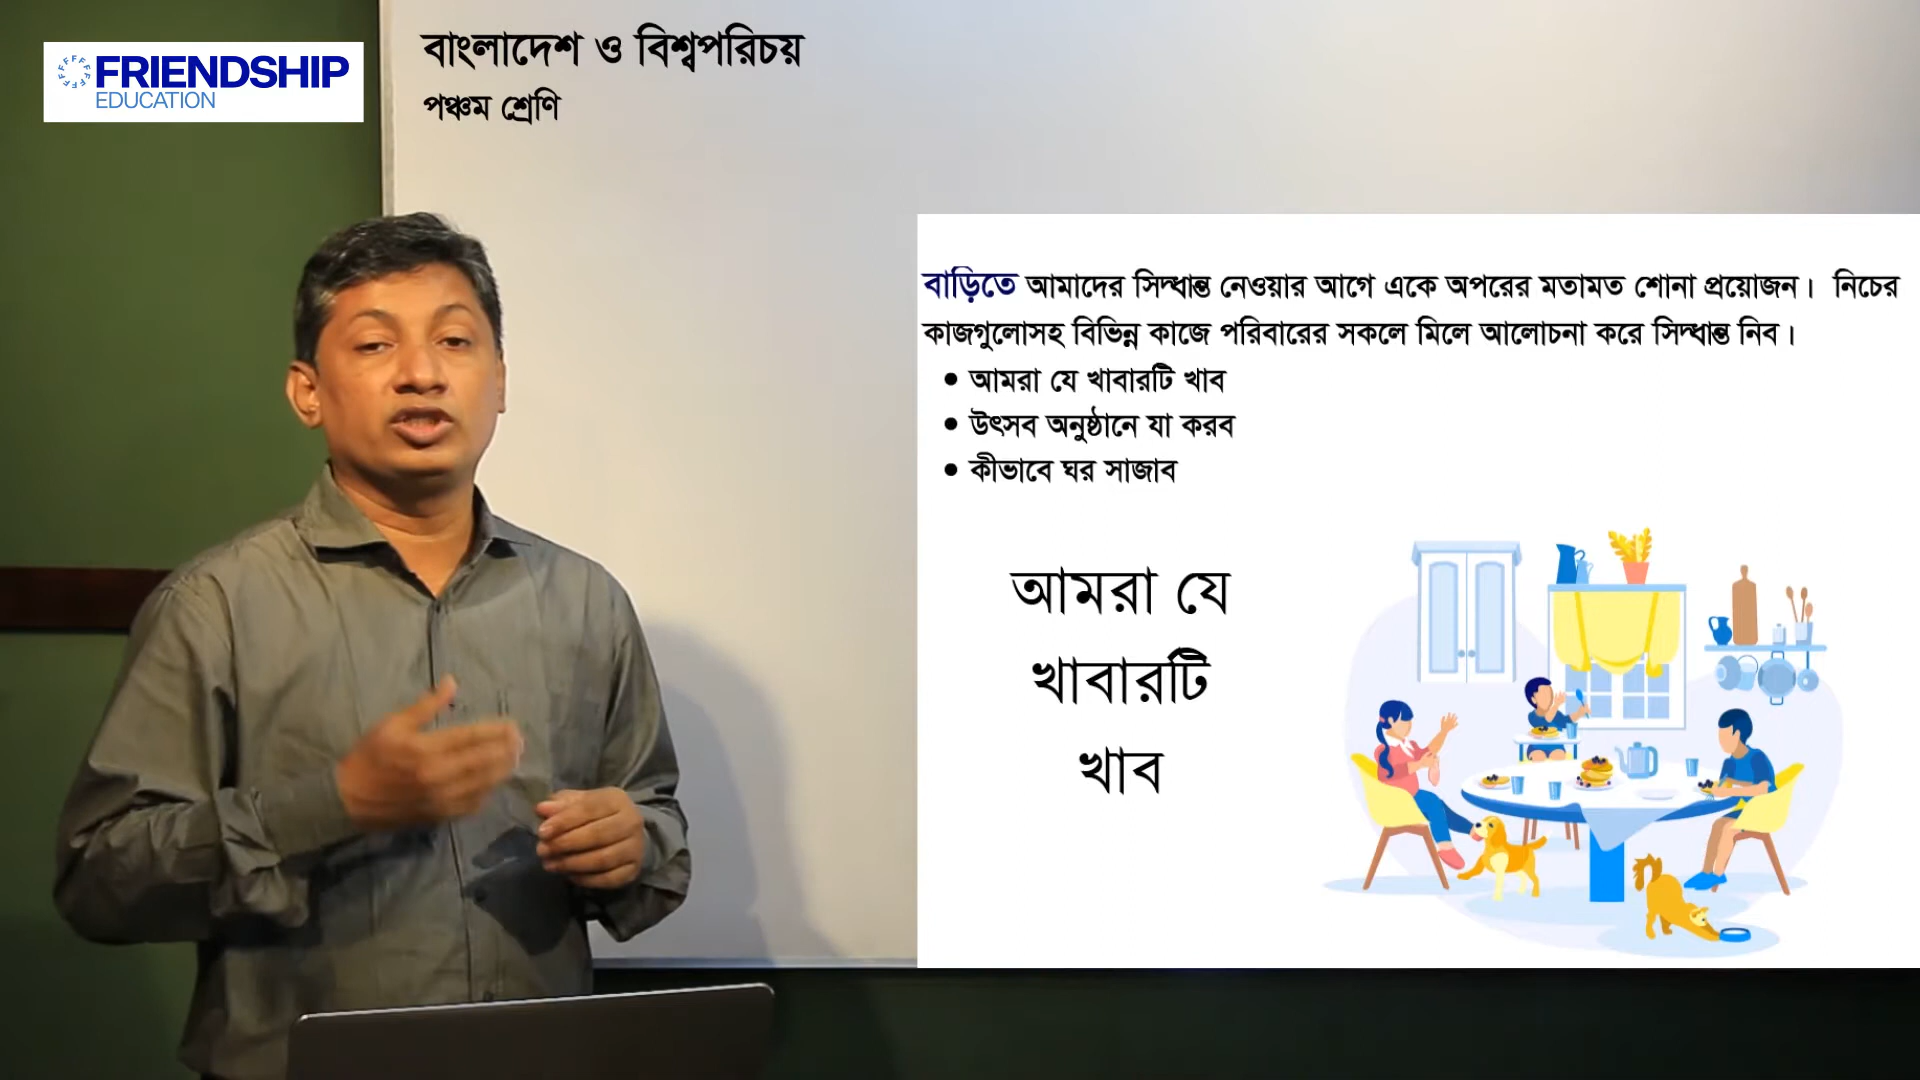 FRIENDSHIP
EDUCATION
বাংলাদেশ ও বিশ্বপরিচয়
পঞ্চম শ্রেণি
বাড়িতে আমাদের সিদ্ধান্ত নেওয়ার আগে একে অপরের মতামত শোনা প্রয়োজন। নিচের
কাজগুলোসহ বিভিন্ন কাজে পরিবারের সকলে মিলে আলোচনা করে সিদ্ধান্ত নিব।
• আমরা যে খাবারটি খাব
• উৎসব অনুষ্ঠানে যা করব
• কীভাবে ঘর সাজাব
আমরা যে
খাবারটি
খাব